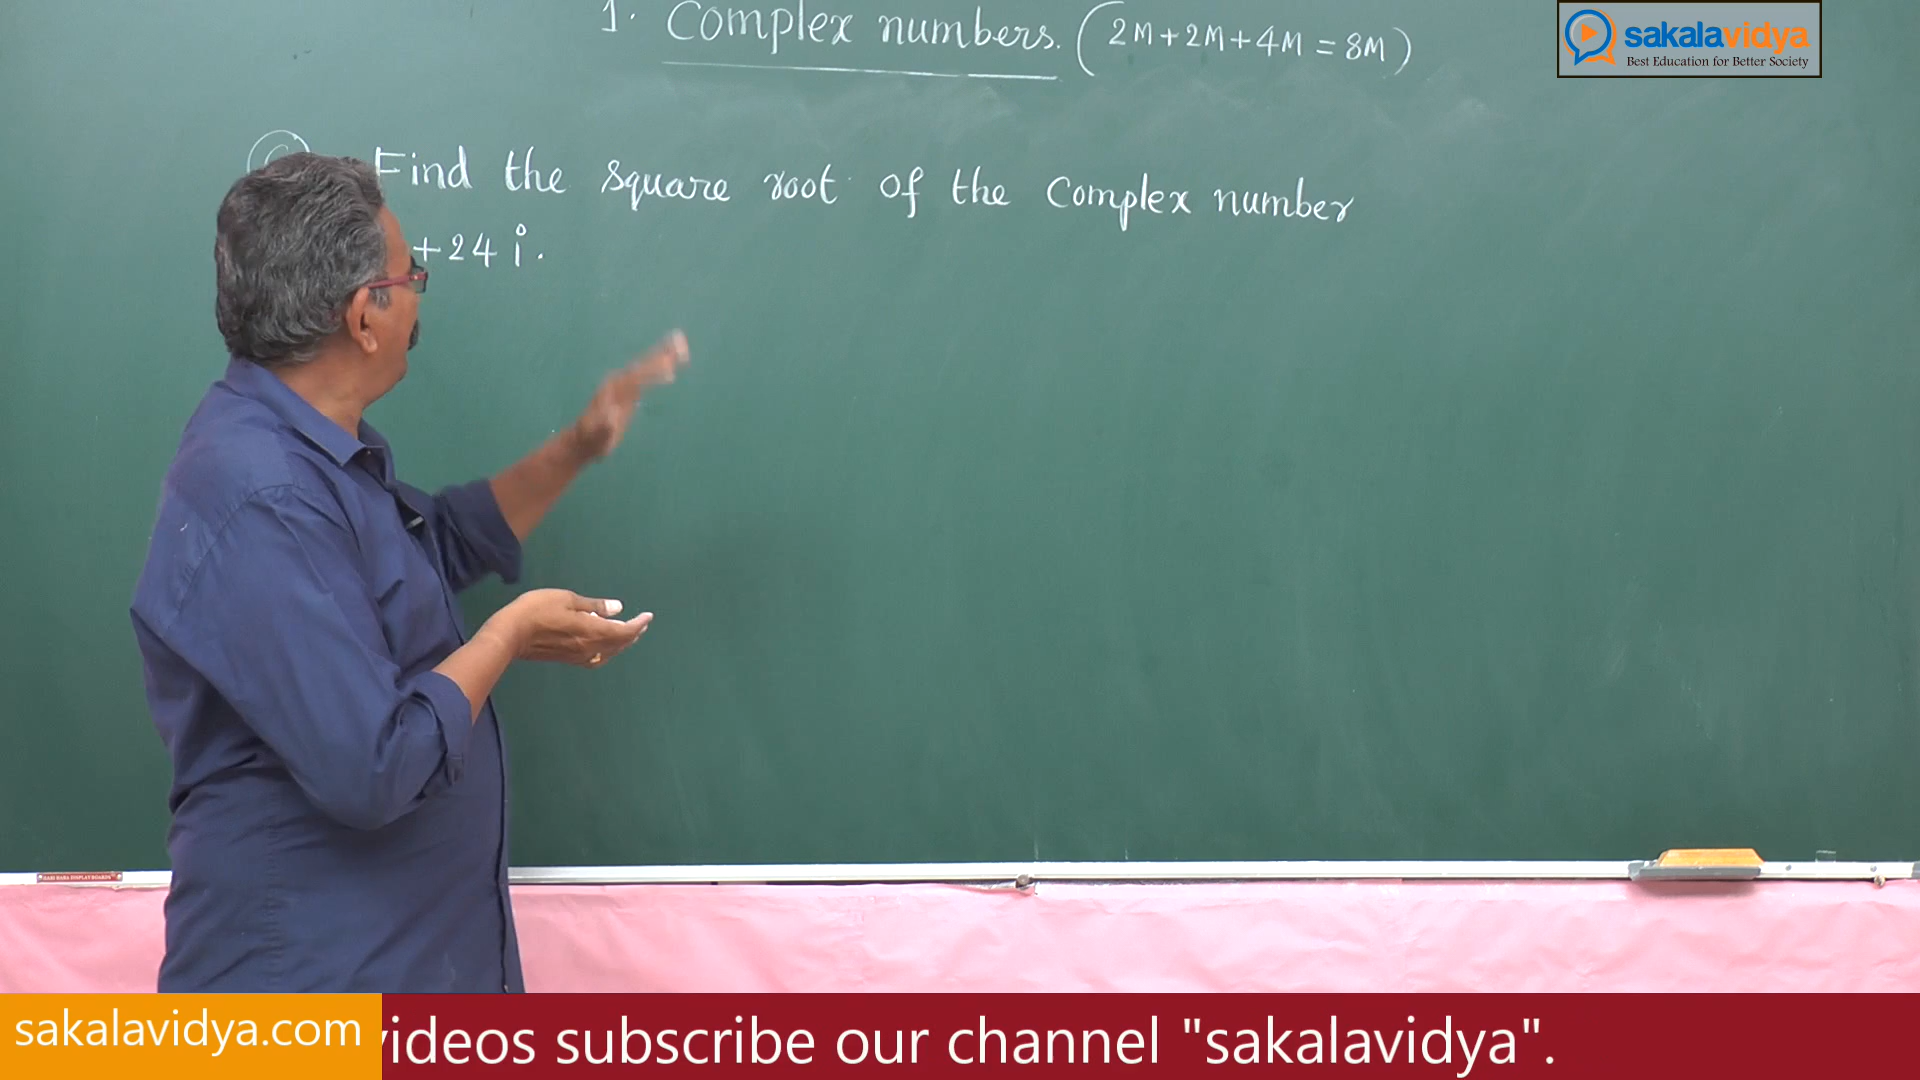 1. Complex numbers. (2M+2M+4M = 8M)
sakalavidya
Best Education for Better Society
Find the square root of the complex number
+24 i.
sakalavidya.com
videos subscribe our channel "sakalavidya".